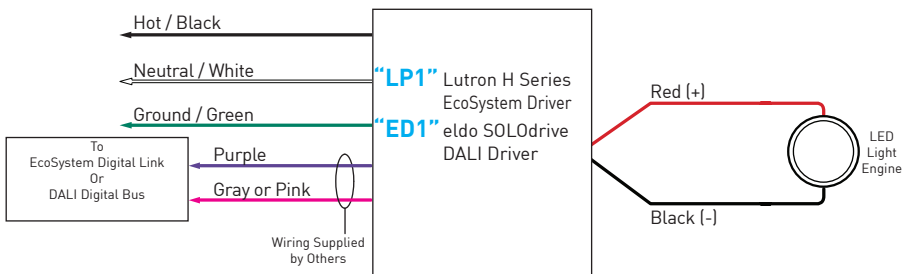 Hot / Black
Neutral / White
Ground / Green
To
EcoSystem Digital Link
Or
DALI Digital Bus
Purple
Gray or Pink
Wiring Supplied
by Others
“LP1” Lutron H Series
EcoSystem Driver
“ED1” eldo SOLOdrive
DALI Driver
Red (+)
Black (-)
LED
Light
Engine